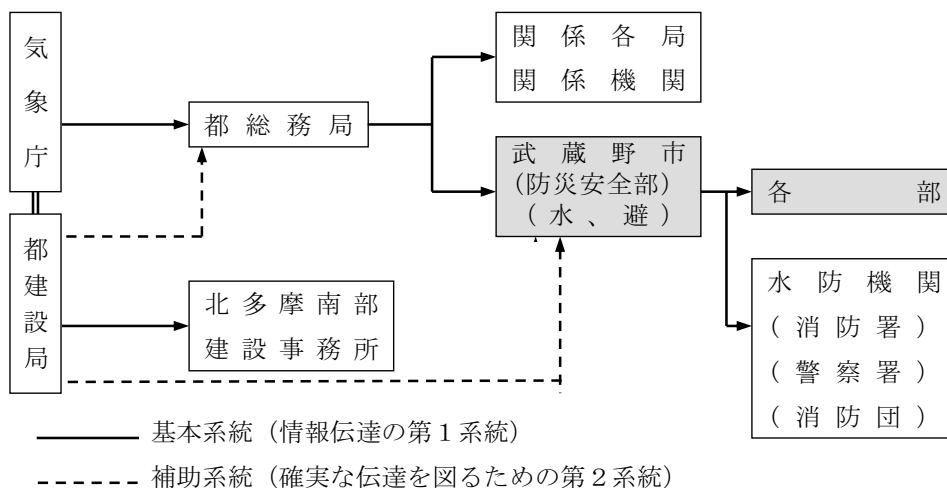 気象庁
都建設局
都総務局
北多摩南部
建設事務所
関係各局
関係機関
武蔵野市
(防災安全部)
(水、避)
各部
水防機関
(消防署)
(警察署)
(消防団)
基本系統（情報伝達の第１系統）
補助系統（確実な伝達を図るための第２系統）